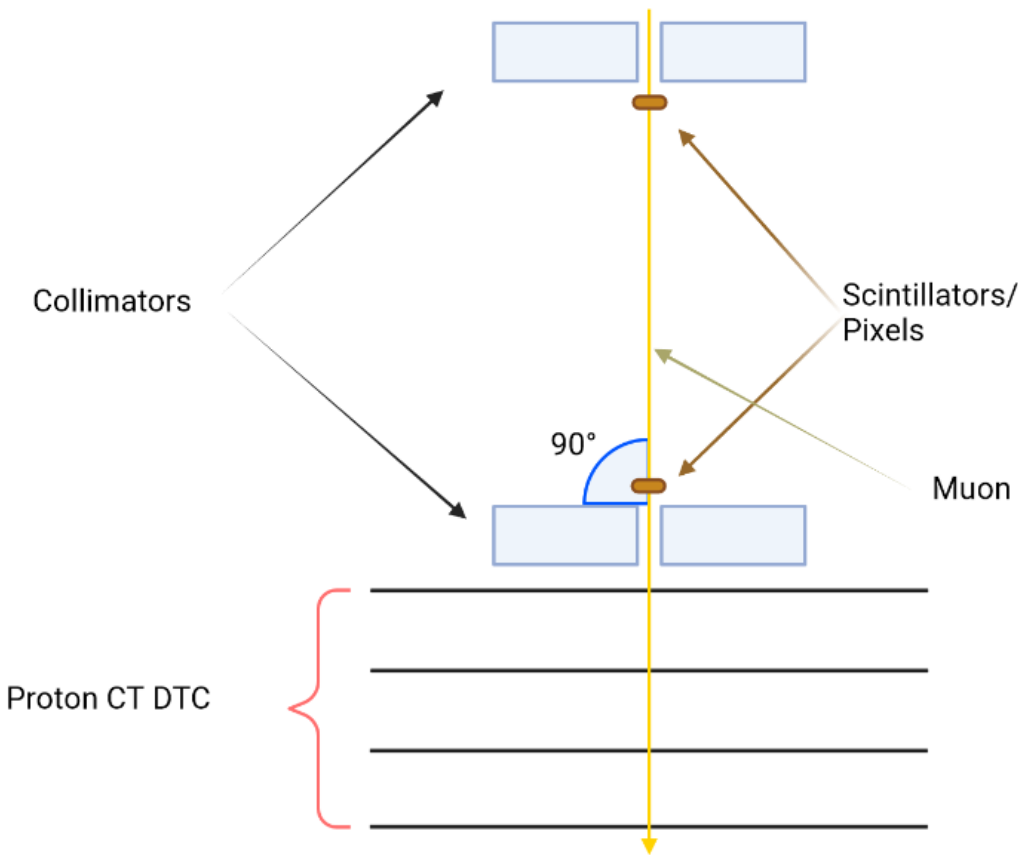 Collimators
Scintillators/
Pixels
90°
Muon
Proton CT DTC